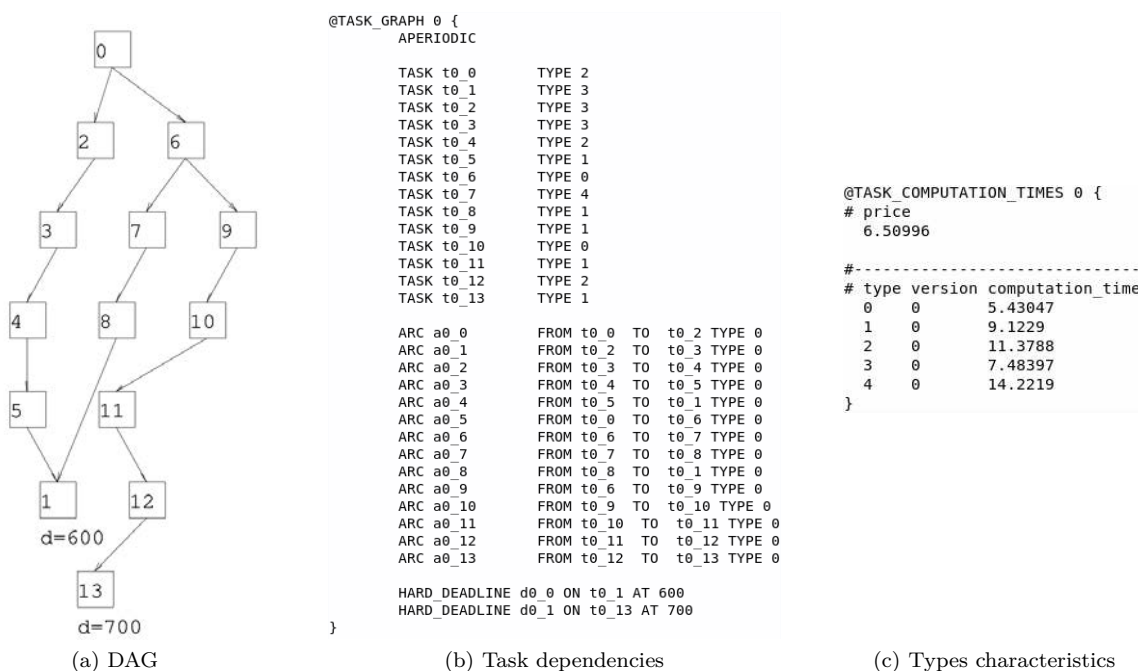 0
2
6
3
7
9
4
8
10
5
11
1
12
d=600
13
d=700
(a) DAG
@TASK_GRAPH 0 {
APERIODIC
TASK t0_0 TYPE 2
TASK t0_1 TYPE 3
TASK t0_2 TYPE 3
TASK t0_3 TYPE 3
TASK t0_4 TYPE 2
TASK t0_5 TYPE 1
TASK t0_6 TYPE 0
TASK t0_7 TYPE 4
TASK t0_8 TYPE 1
TASK t0_9 TYPE 1
TASK t0_10 TYPE 0
TASK t0_11 TYPE 1
TASK t0_12 TYPE 2
TASK t0_13 TYPE 1
ARC a0_0 FROM t0_0 TO t0_2 TYPE 0
ARC a0_1 FROM t0_2 TO t0_3 TYPE 0
ARC a0_2 FROM t0_3 TO t0_4 TYPE 0
ARC a0_3 FROM t0_4 TO t0_5 TYPE 0
ARC a0_4 FROM t0_5 TO t0_1 TYPE 0
ARC a0_5 FROM t0_0 TO t0_6 TYPE 0
ARC a0_6 FROM t0_6 TO t0_7 TYPE 0
ARC a0_7 FROM t0_7 TO t0_8 TYPE 0
ARC a0_8 FROM t0_8 TO t0_1 TYPE 0
ARC a0_9 FROM t0_6 TO t0_9 TYPE 0
ARC a0_10 FROM t0_9 TO t0_10 TYPE 0
ARC a0_11 FROM t0_10 TO t0_11 TYPE 0
ARC a0_12 FROM t0_11 TO t0_12 TYPE 0
ARC a0_13 FROM t0_12 TO t0_13 TYPE 0
HARD_DEADLINE d0_0 ON t0_1 AT 600
HARD_DEADLINE d0_1 ON t0_13 AT 700
}
(b) Task dependencies
@TASK_COMPUTATION_TIMES 0 {
# price
6.50996
#------------------------------
# type version computation_time
0 0 5.43047
1 0 9.1229
2 0 11.3788
3 0 7.48397
4 0 14.2219
}
(c) Types characteristics